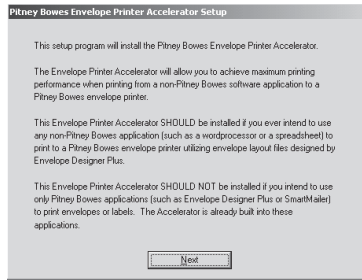 Pitney Bowes Envelope Printer Accelerator Setup
This setup program will install the Pitney Bowes Envelope Printer Accelerator.
The Envelope Printer Accelerator will allow you to achieve maximum printing
performance when printing from a non-Pitney Bowes software application to a
Pitney Bowes envelope printer.
This Envelope Printer Accelerator SHOULD be installed if you ever intend to use
any non-Pitney Bowes application (such as a wordprocessor or a spreadsheet) to
print to a Pitney Bowes envelope printer utilizing envelope layout files designed by
Envelope Designer Plus.
This Envelope Printer Accelerator SHOULD NOT be installed if you intend to use
only Pitney Bowes applications (such as Envelope Designer Plus or SmartMailer)
to print envelopes or labels. The Accelerator is already built into these
applications.
Next